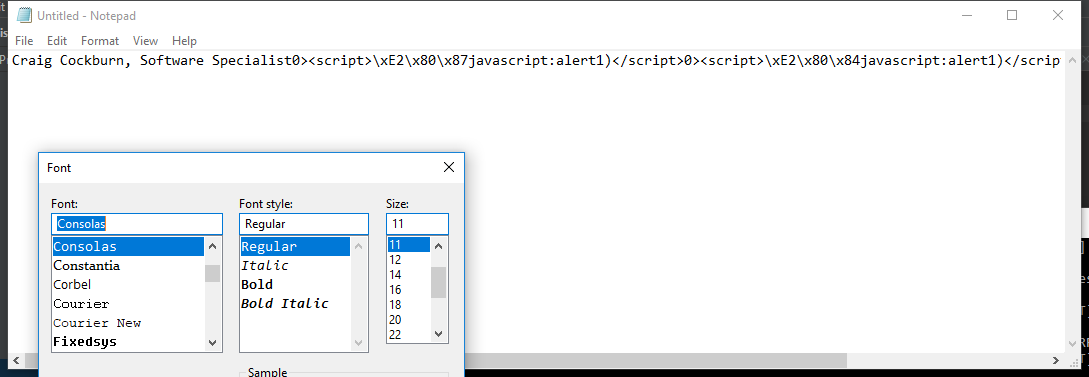 Untitled - Notepad
File Edit Format View Help
Craig Cockburn, Software Specialist0><script>\xE2\x80\x87javascript:alert1)</script>0><script>\xE2\x80\x84javascript:alert1)</script
Font
Font: Font style: Size:
Consolas Regular 11
Consolas Regular 11
Constantia Italic 12
Corbel Bold 14
Courier Bold Italic 16
Courier New 18
Fixedsys 20
22
Sample